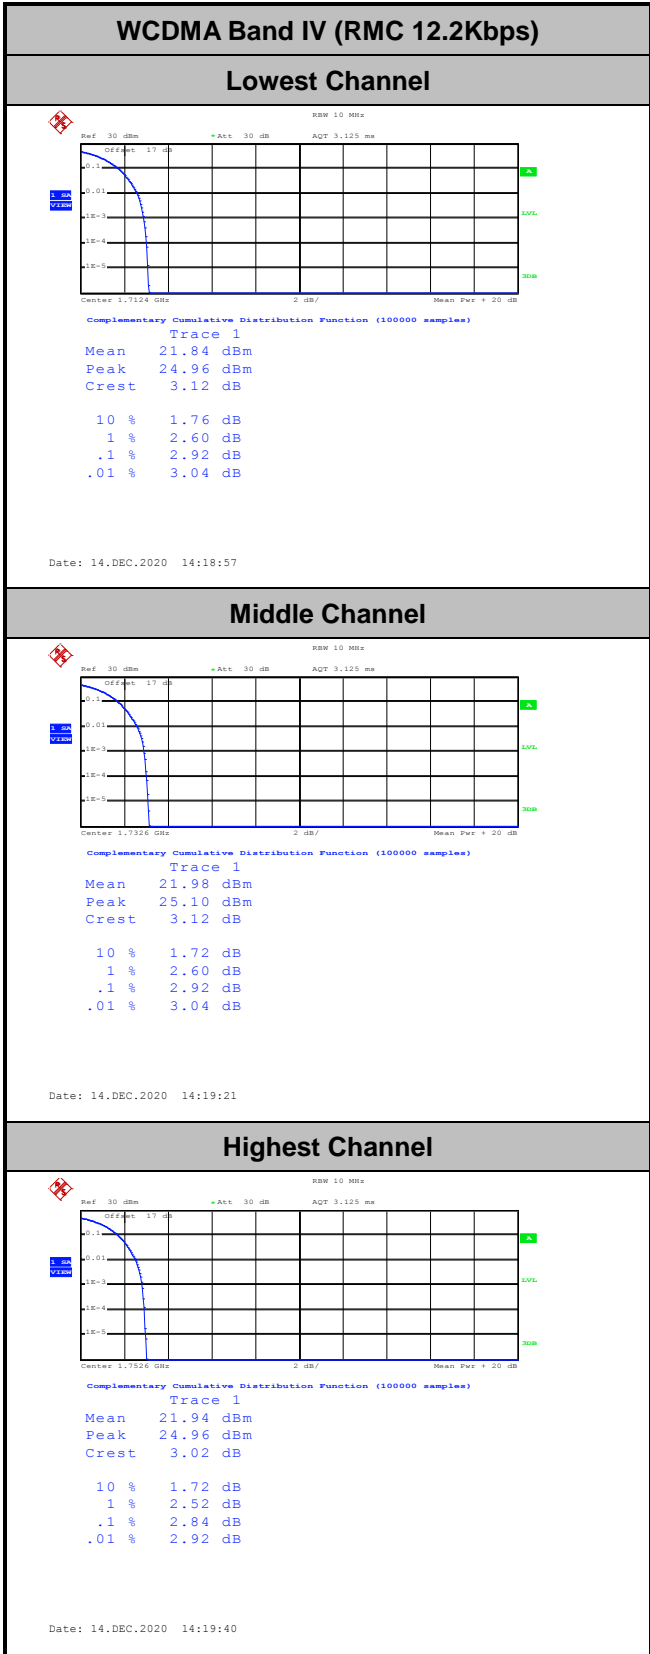 WCDMA Band IV (RMC 12.2Kbps)
Lowest Channel
RBW 10 MHz
Ref 30 dBm *Att 30 dB AQT 3.125 ms
Offset 17 dB
0.1
A
1 SA
VIEW
0.01
1E-3
LVL
1E-4
1E-5
3DB
Center 1.7124 GHz 2 dB/ Mean Pwr + 20 dB
Complementary Cumulative Distribution Function (100000 samples)
Trace 1
Mean 21.84 dBm
Peak 24.96 dBm
Crest 3.12 dB
10 % 1.76 dB
1 % 2.60 dB
.1 % 2.92 dB
.01 % 3.04 dB
Date: 14.DEC.2020 14:18:57
Middle Channel
RBW 10 MHz
Ref 30 dBm *Att 30 dB AQT 3.125 ms
Offset 17 dB
0.1
A
1 SA
VIEW
0.01
1E-3
LVL
1E-4
1E-5
3DB
Center 1.7326 GHz 2 dB/ Mean Pwr + 20 dB
Complementary Cumulative Distribution Function (100000 samples)
Trace 1
Mean 21.98 dBm
Peak 25.10 dBm
Crest 3.12 dB
10 % 1.72 dB
1 % 2.60 dB
.1 % 2.92 dB
.01 % 3.04 dB
Date: 14.DEC.2020 14:19:21
Highest Channel
RBW 10 MHz
Ref 30 dBm *Att 30 dB AQT 3.125 ms
Offset 17 dB
0.1
A
1 SA
VIEW
0.01
1E-3
LVL
1E-4
1E-5
3DB
Center 1.7526 GHz 2 dB/ Mean Pwr + 20 dB
Complementary Cumulative Distribution Function (100000 samples)
Trace 1
Mean 21.94 dBm
Peak 24.96 dBm
Crest 3.02 dB
10 % 1.72 dB
1 % 2.52 dB
.1 % 2.84 dB
.01 % 2.92 dB
Date: 14.DEC.2020 14:19:40